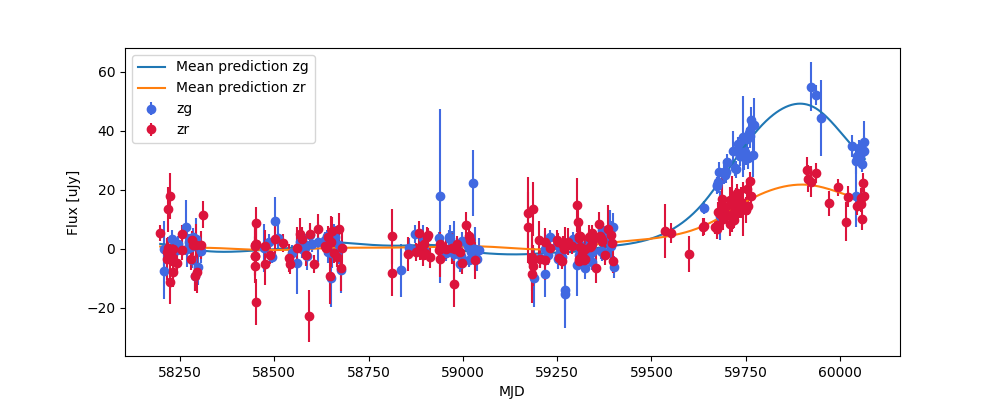 Mean prediction zg
Mean prediction zr
zg
zr
Flux [uJy]
60
40
20
0
−20
58250
58500
58750
59000
59250
59500
59750
60000
MJD